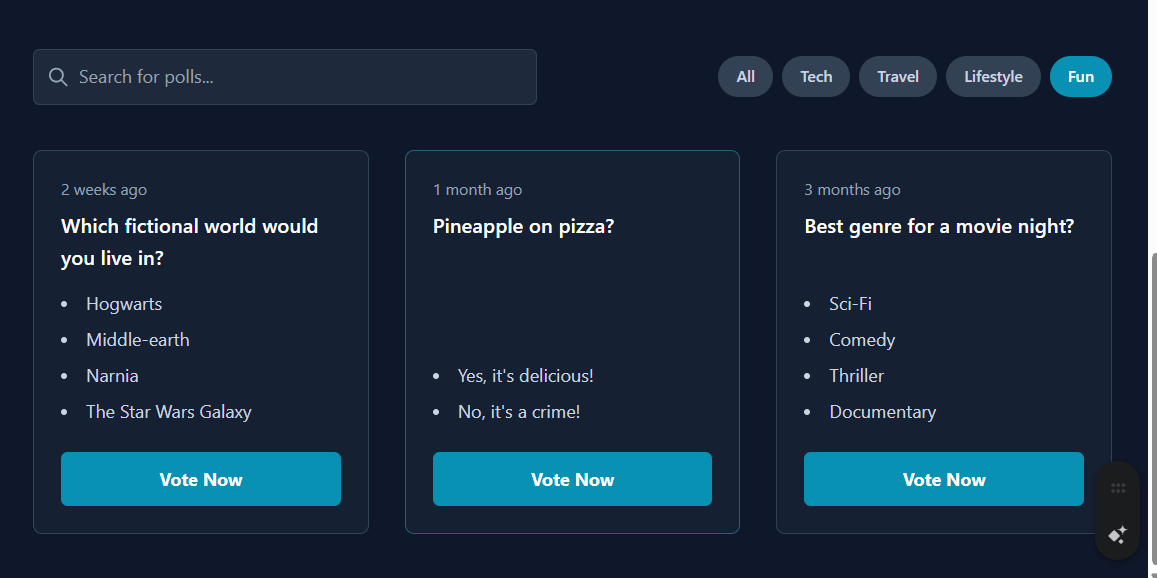 Search for polls...
All
Tech
Travel
Lifestyle
Fun
2 weeks ago
Which fictional world would
you live in?
Hogwarts
Middle-earth
Narnia
The Star Wars Galaxy
Vote Now
1 month ago
Pineapple on pizza?
Yes, it's delicious!
No, it's a crime!
Vote Now
3 months ago
Best genre for a movie night?
Sci-Fi
Comedy
Thriller
Documentary
Vote Now